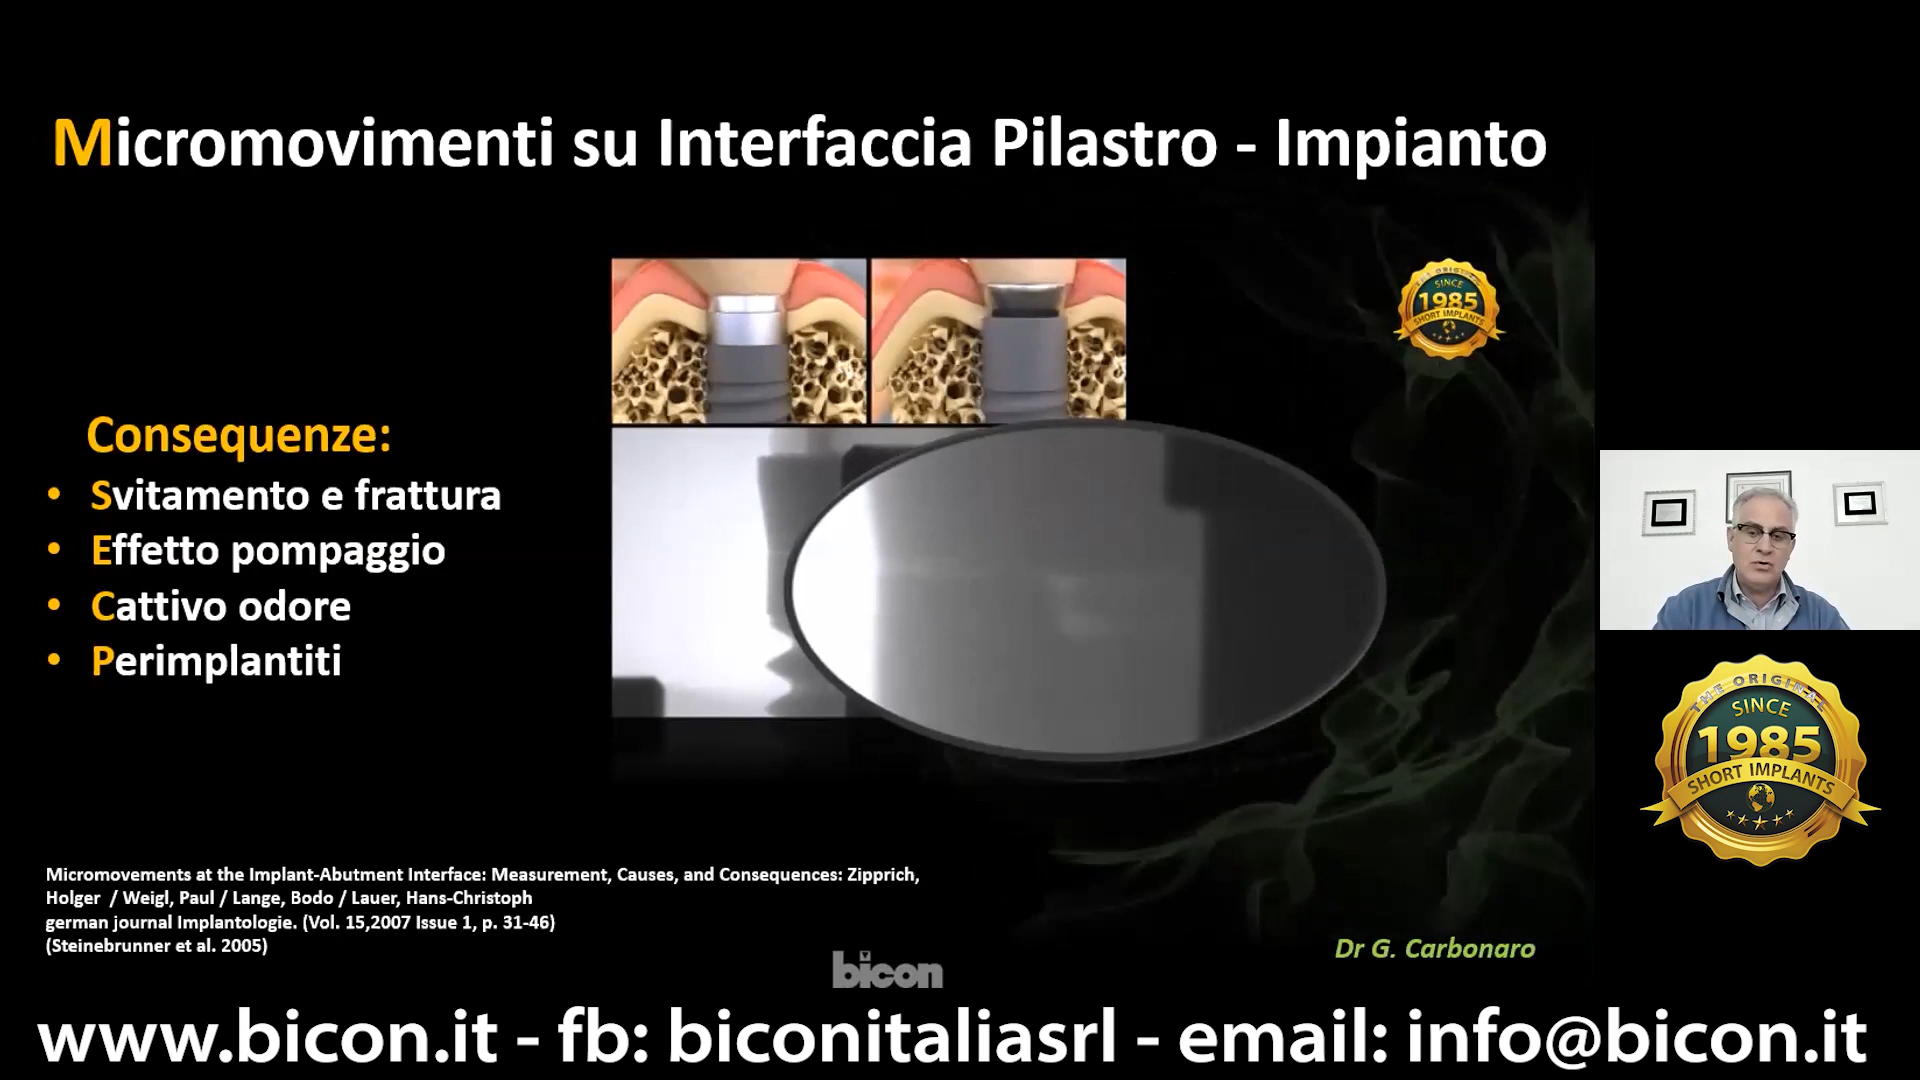 Micromovimenti su Interfaccia Pilastro - Impianto
THE ORIGINAL
SINCE
1985
SHORT IMPLANTS
Consequenze:
• Svitamento e frattura
• Effetto pompaggio
• Cattivo odore
• Perimplantiti
THE ORIGINAL
SINCE
1985
SHORT IMPLANTS
Micromovements at the Implant-Abutment Interface: Measurement, Causes, and Consequences: Zipprich,
Holger / Weigl, Paul / Lange, Bodo / Lauer, Hans-Christoph
german journal Implantologie. (Vol. 15,2007 Issue 1, p. 31-46)
(Steinebrunner et al. 2005)
Dr G. Carbonaro
bicon
www.bicon.it - fb: biconitaliasrl - email: info@bicon.it